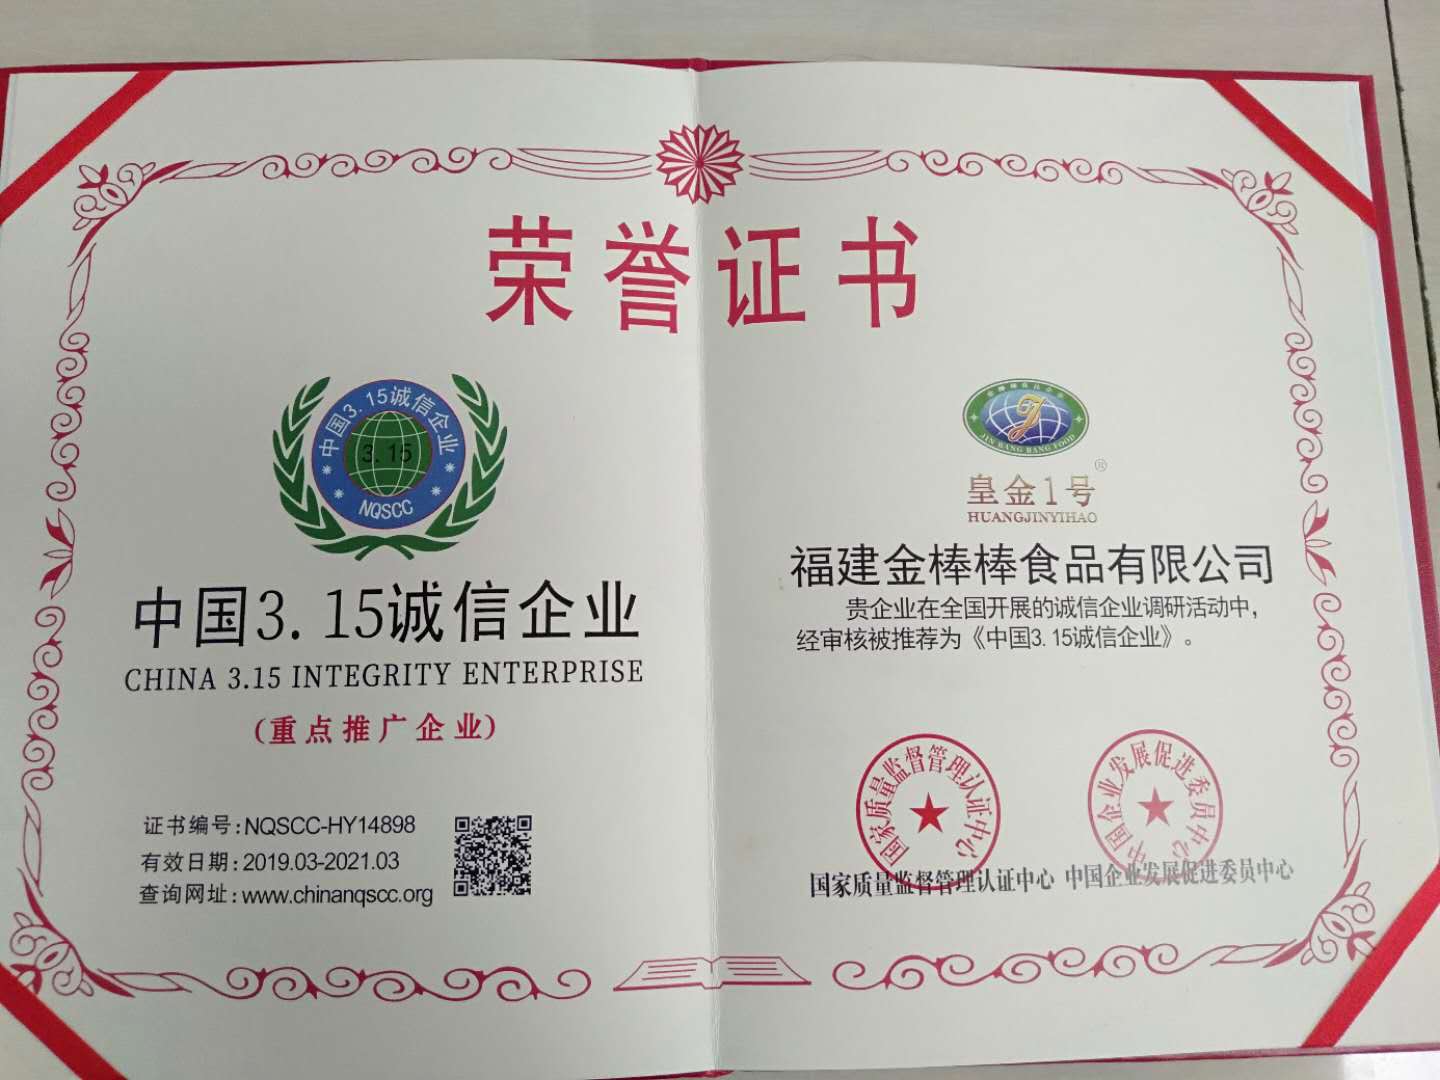 荣誉证书
中国3.15诚信企业
3.15
NQSCC
中国3.15诚信企业
CHINA 3.15 INTEGRITY ENTERPRISE
(重点推广企业)
证书编号:NQSCC-HY14898
有效日期:2019.03-2021.03
查询网址:www.chinanqscc.org
JIN BANG BANG FOOD
皇金1号®
HUANGJINYIHAO
福建金棒棒食品有限公司
贵企业在全国开展的诚信企业调研活动中，
经审核被推荐为《中国3.15诚信企业》。
国家质量监督管理认证中心
中国企业发展促进委员中心
国家质量监督管理认证中心 中国企业发展促进委员中心